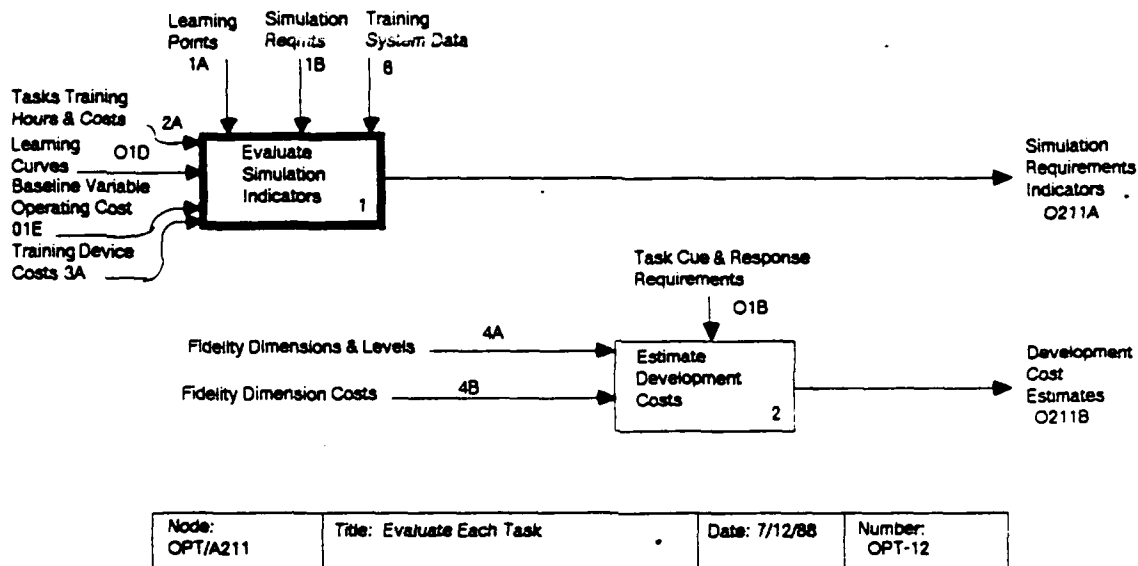 Learning
Points
1A
Simulation
Reqmts
1B
Training
System Data
8
Tasks Training
Hours & Costs
2A
Learning
Curves
O1D
Baseline Variable
Operating Cost
01E
Training Device
Costs 3A
Evaluate
Simulation
Indicators
1
Simulation
Requirements
Indicators
O211A
Task Cue & Response
Requirements
O1B
Fidelity Dimensions & Levels
4A
Fidelity Dimension Costs
4B
Estimate
Development
Costs
2
Development
Cost
Estimates
O211B
Node:
OPT/A211
Title: Evaluate Each Task
Date: 7/12/88
Number:
OPT-12